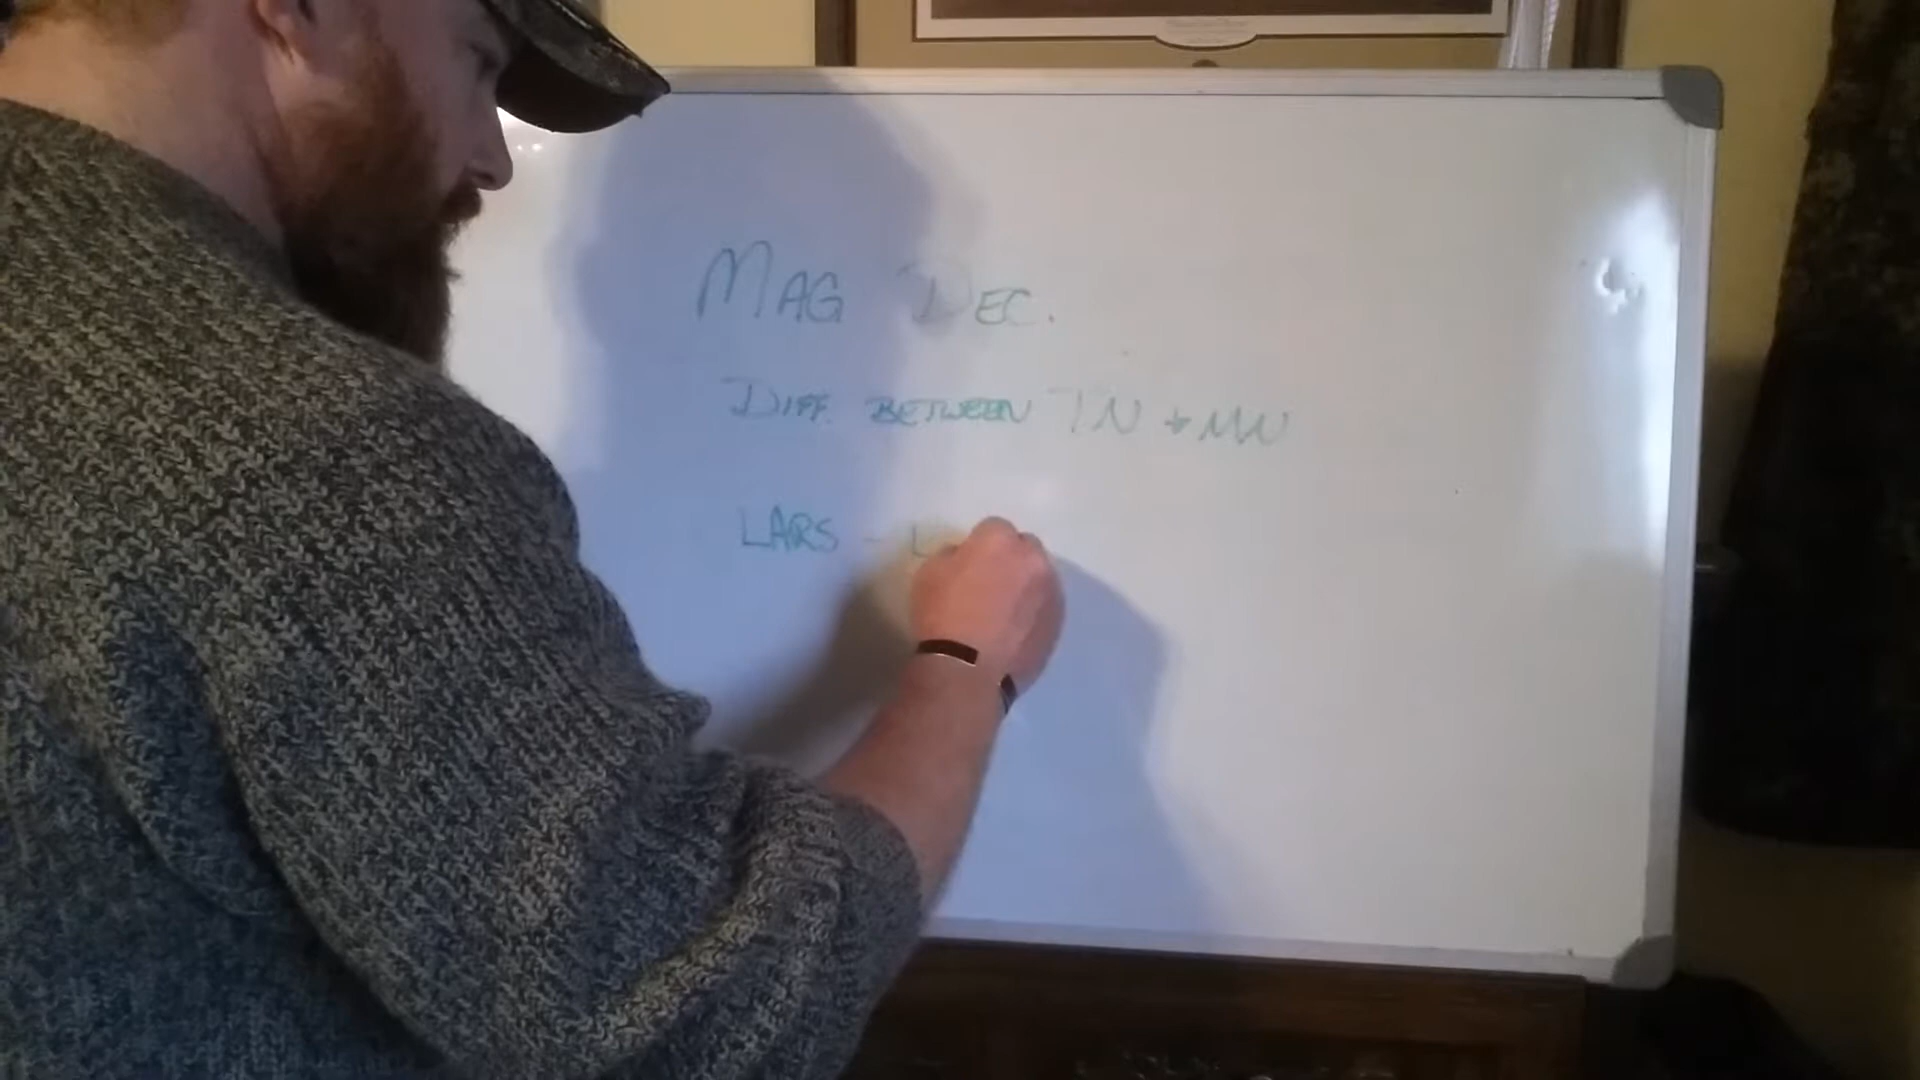 MAG DEC.
DIFF. BETWEEN TN + MN
LARS - L